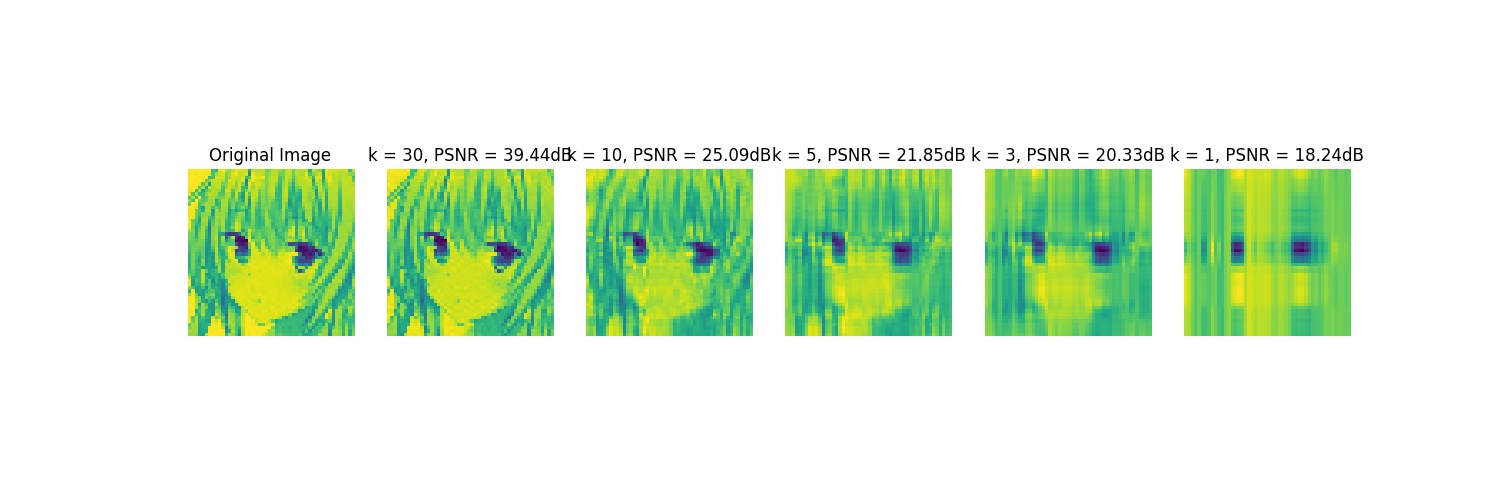 Original Image
k = 30, PSNR = 39.44dB
k = 10, PSNR = 25.09dB
k = 5, PSNR = 21.85dB
k = 3, PSNR = 20.33dB
k = 1, PSNR = 18.24dB